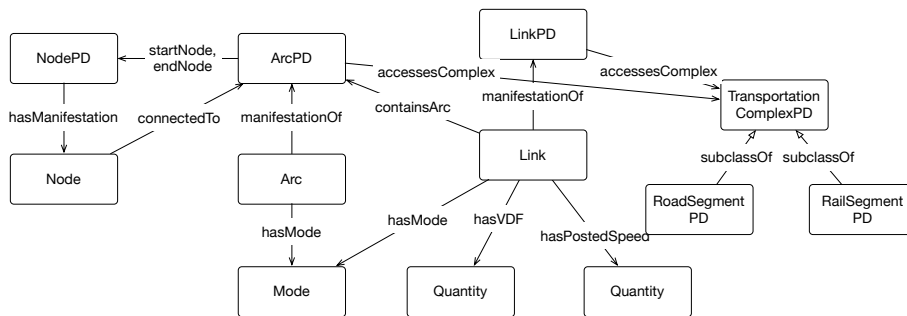 LinkPD
NodePD
startNode,
endNode
ArcPD
accessesComplex
accessesComplex
hasManifestation
connectedTo
manifestationOf
containsArc
manifestationOf
Transportation
ComplexPD
Node
Arc
Link
subclassOf
subclassOf
RoadSegment
PD
RailSegment
PD
hasMode
hasMode
hasVDF
hasPostedSpeed
Mode
Quantity
Quantity